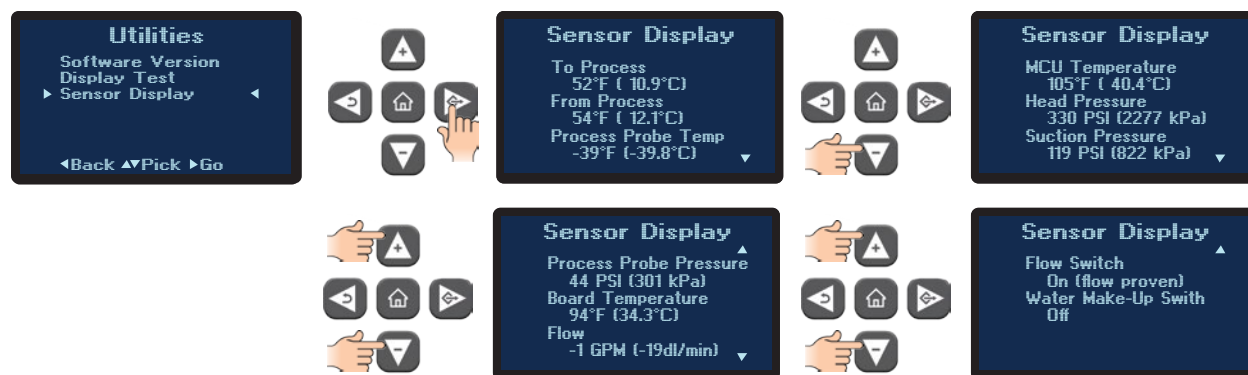 Utilities
Software Version
Display Test
▶ Sensor Display ◀
◀Back ▲▼Pick ▶Go
+
-
Sensor Display
To Process
52°F ( 10.9°C)
From Process
54°F ( 12.1°C)
Process Probe Temp
-39°F (-39.8°C) ▼
+
-
Sensor Display
MCU Temperature
105°F ( 40.4°C)
Head Pressure
330 PSI (2277 kPa)
Suction Pressure
119 PSI (822 kPa) ▼
+
-
Sensor Display
▲
Process Probe Pressure
44 PSI (301 kPa)
Board Temperature
94°F (34.3°C)
Flow
-1 GPM (-19dl/min) ▼
+
-
Sensor Display
▲
Flow Switch
On (flow proven)
Water Make-Up Swith
Off